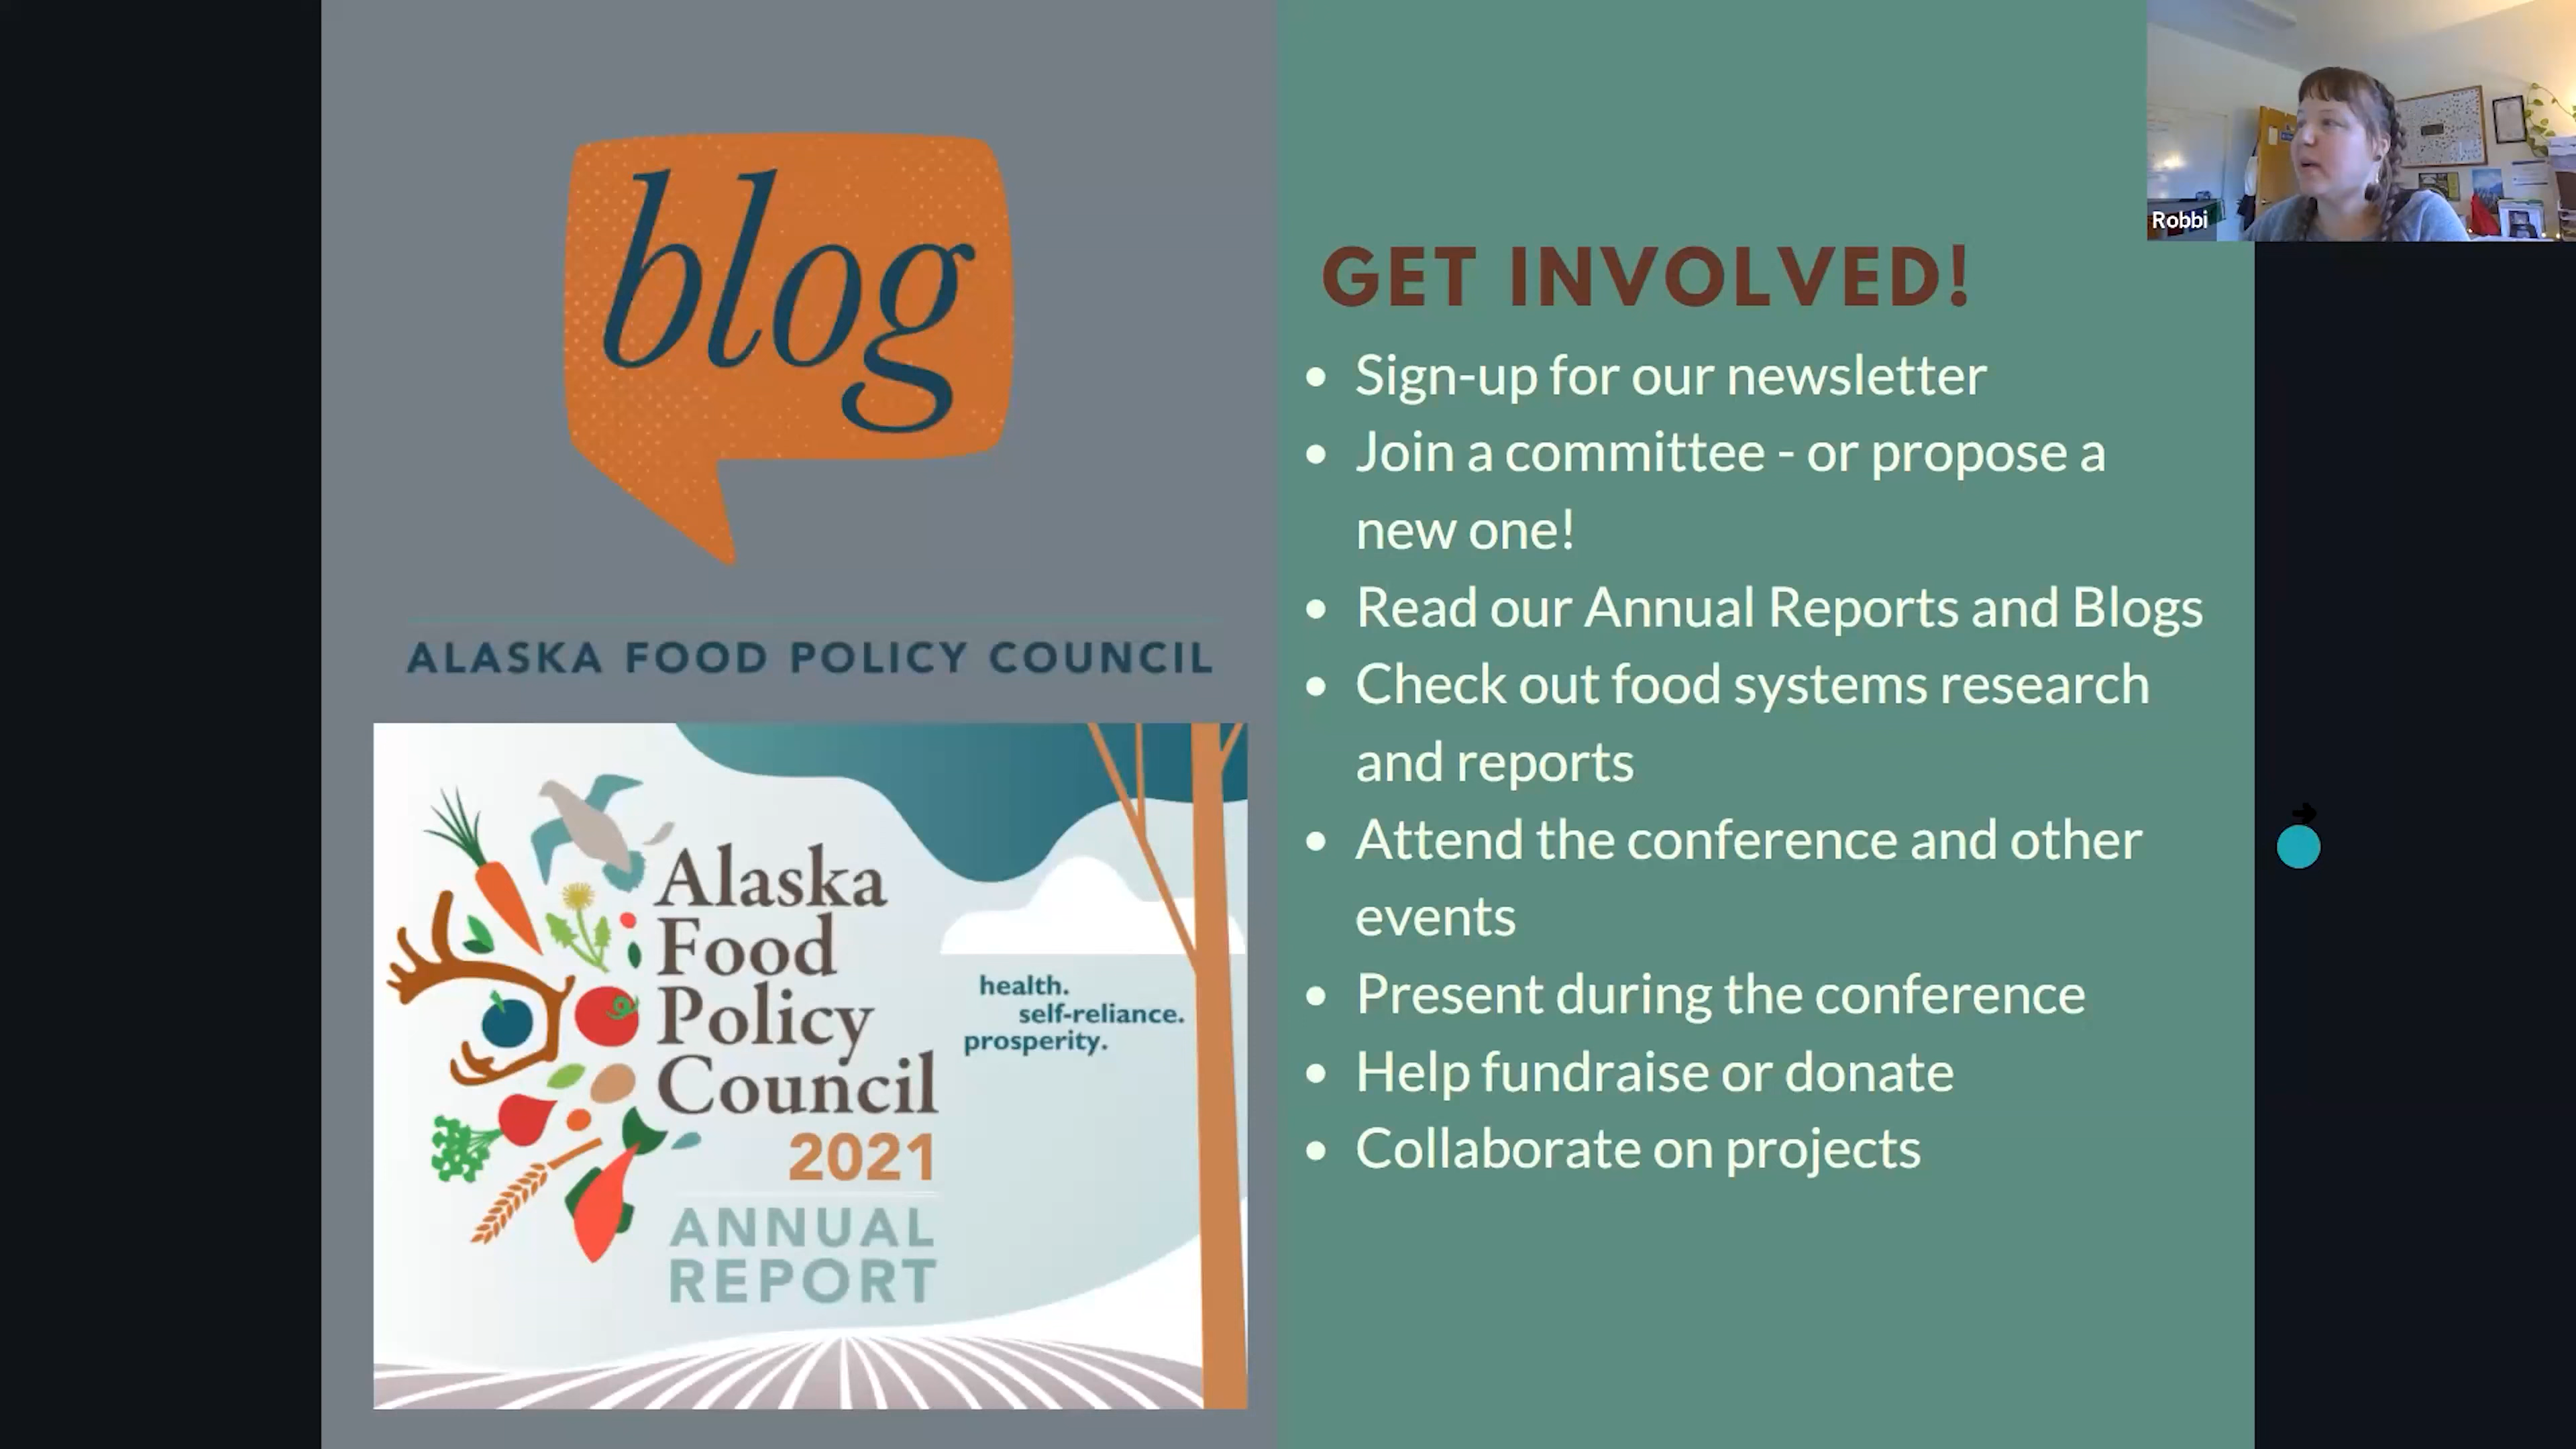 blog
ALASKA FOOD POLICY COUNCIL
Alaska
Food
Policy
Council
2021
ANNUAL
REPORT
health.
self-reliance.
prosperity.
GET INVOLVED!
• Sign-up for our newsletter
• Join a committee - or propose a
new one!
• Read our Annual Reports and Blogs
• Check out food systems research
and reports
• Attend the conference and other
events
• Present during the conference
• Help fundraise or donate
• Collaborate on projects
Robbi